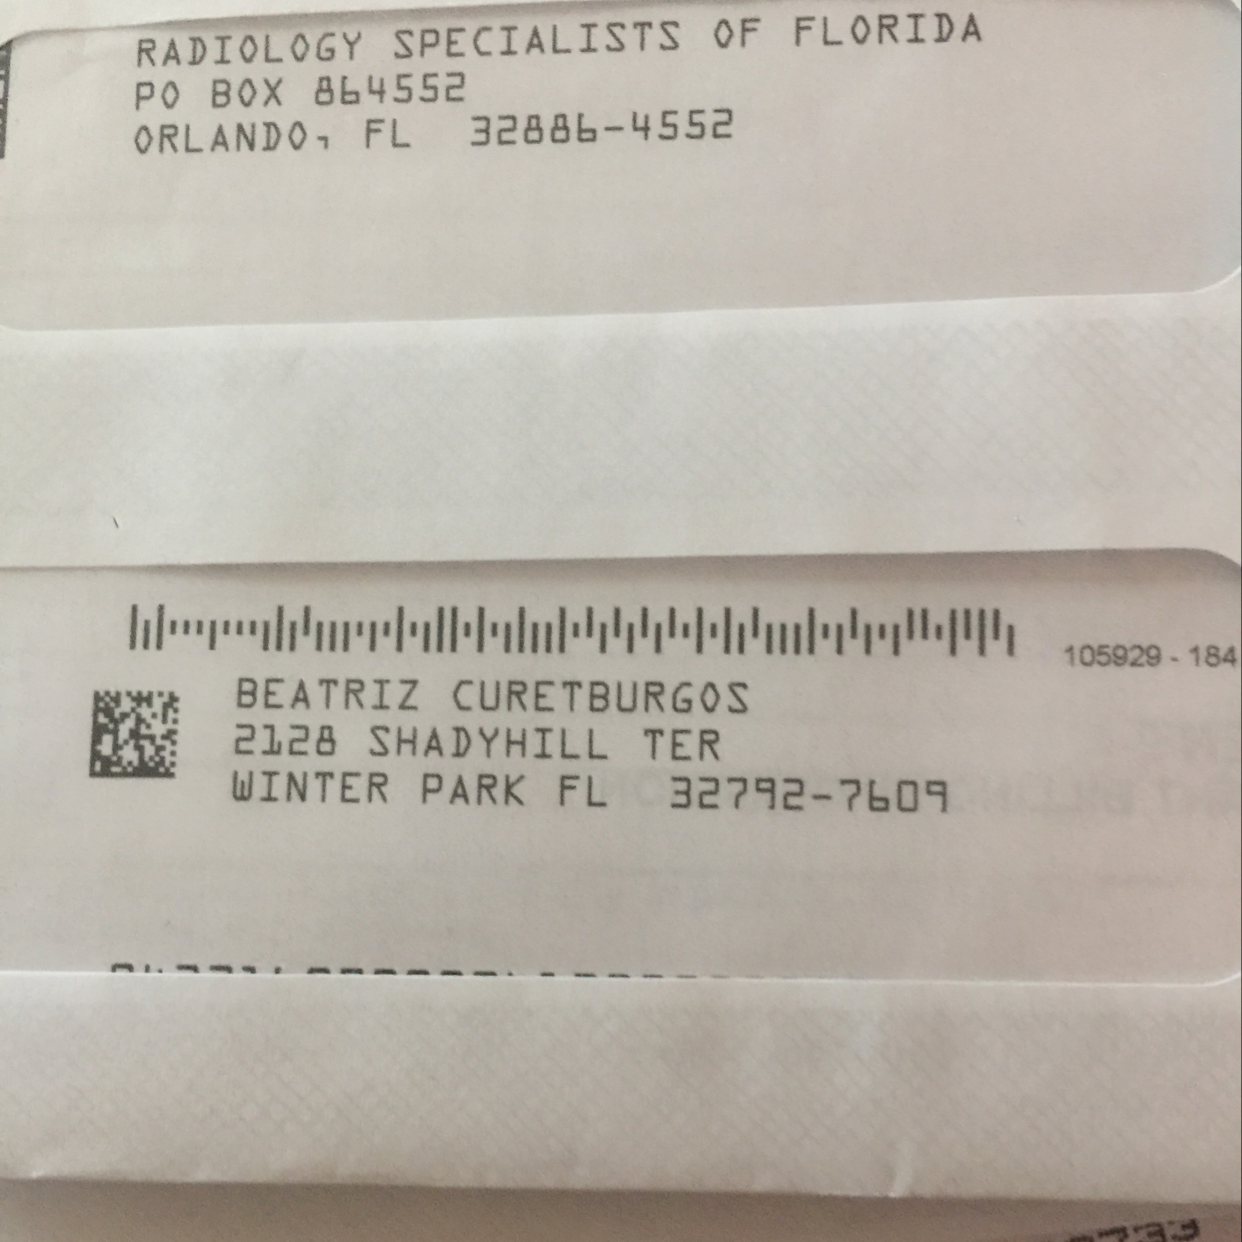 RADIOLOGY SPECIALISTS OF FLORIDA
PO BOX 864552
ORLANDO, FL 32886-4552
105929 - 184
BEATRIZ CURETBURGOS
2128 SHADYHILL TER
WINTER PARK FL 32792-7609